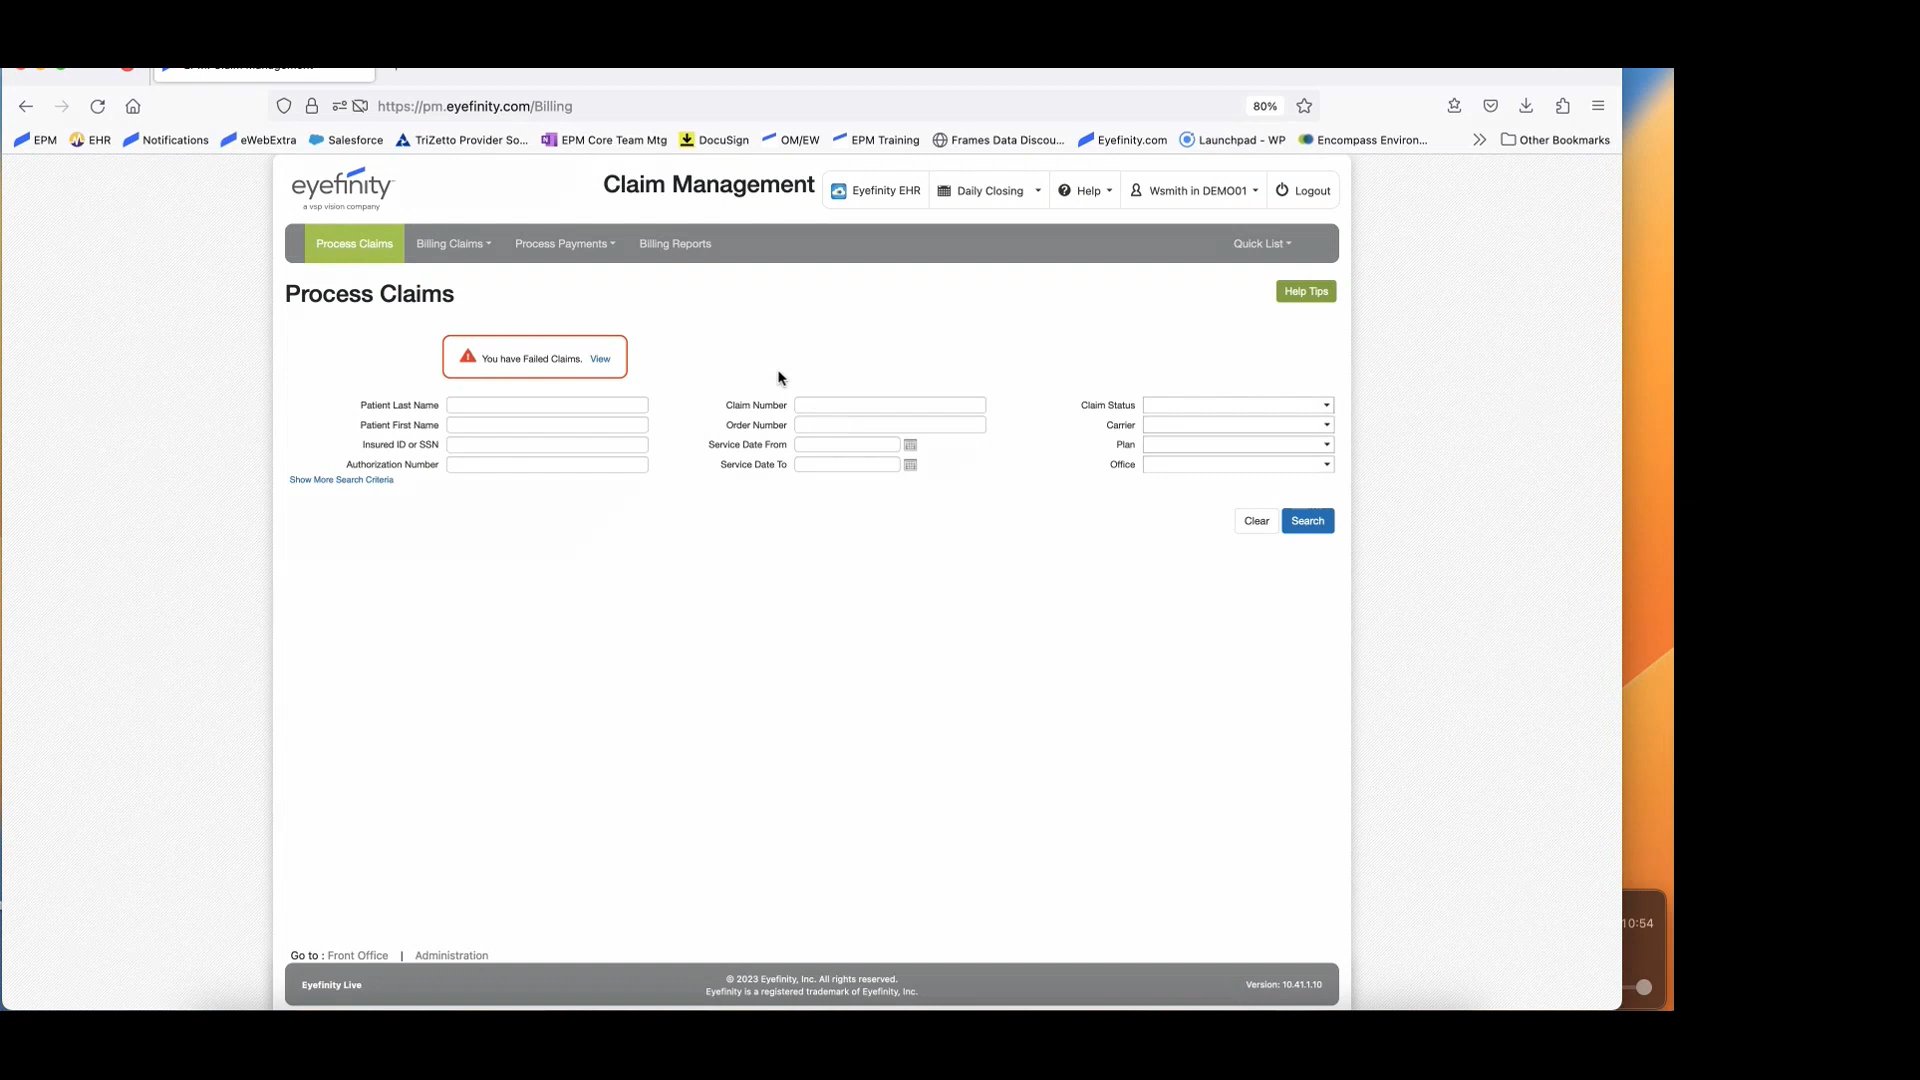 https://pm.eyefinity.com/Billing
80%
EPM
EHR
Notifications
eWebExtra
Salesforce
TriZetto Provider So...
EPM Core Team Mtg
DocuSign
OM/EW
EPM Training
Frames Data Discou...
Eyefinity.com
Launchpad - WP
Encompass Environ...
Other Bookmarks
eyefinity
a vsp vision company
Claim Management
Eyefinity EHR
Daily Closing
Help
Wsmith in DEMO01
Logout
Process Claims
Billing Claims
Process Payments
Billing Reports
Quick List
Process Claims
Help Tips
You have Failed Claims. View
Patient Last Name
Claim Number
Claim Status
Patient First Name
Order Number
Carrier
Insured ID or SSN
Service Date From
Plan
Authorization Number
Service Date To
Office
Show More Search Criteria
Clear
Search
10:54
Go to : Front Office | Administration
Eyefinity Live
© 2023 Eyefinity, Inc. All rights reserved.
Eyefinity is a registered trademark of Eyefinity, Inc.
Version: 10.41.1.10